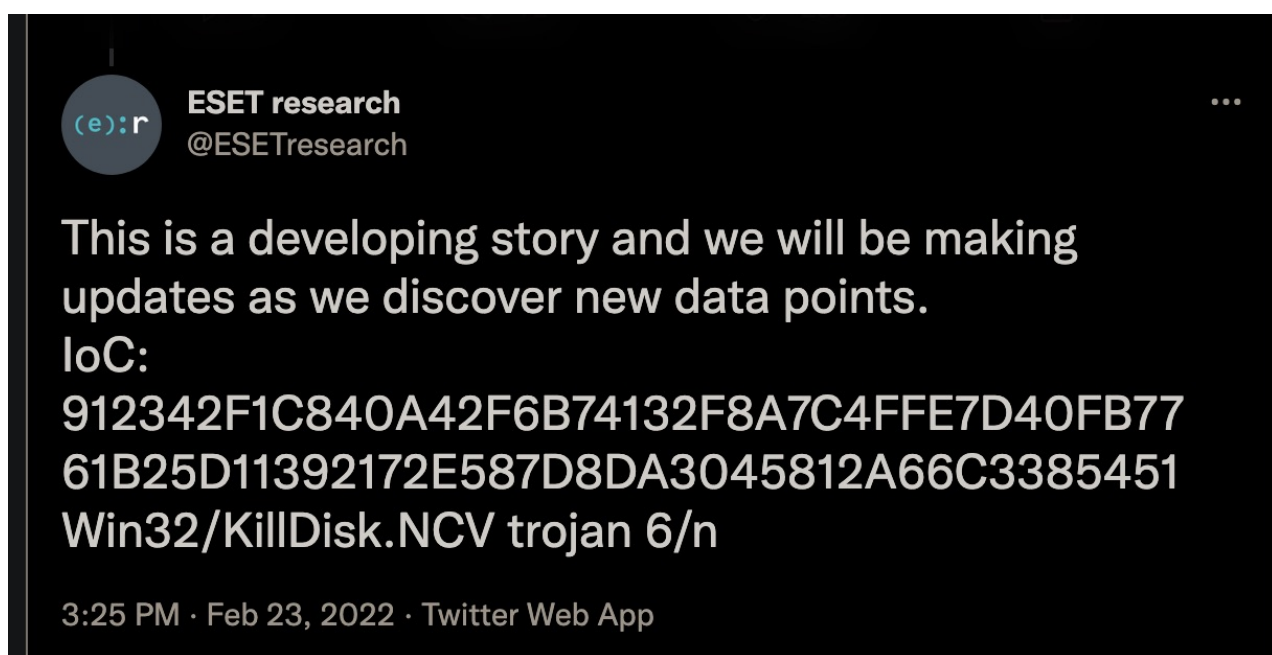 (e):r
ESET research
@ESETresearch
This is a developing story and we will be making
updates as we discover new data points.
IoC:
912342F1C840A42F6B74132F8A7C4FFE7D40FB77
61B25D11392172E587D8DA3045812A66C3385451
Win32/KillDisk.NCV trojan 6/n
3:25 PM · Feb 23, 2022 · Twitter Web App